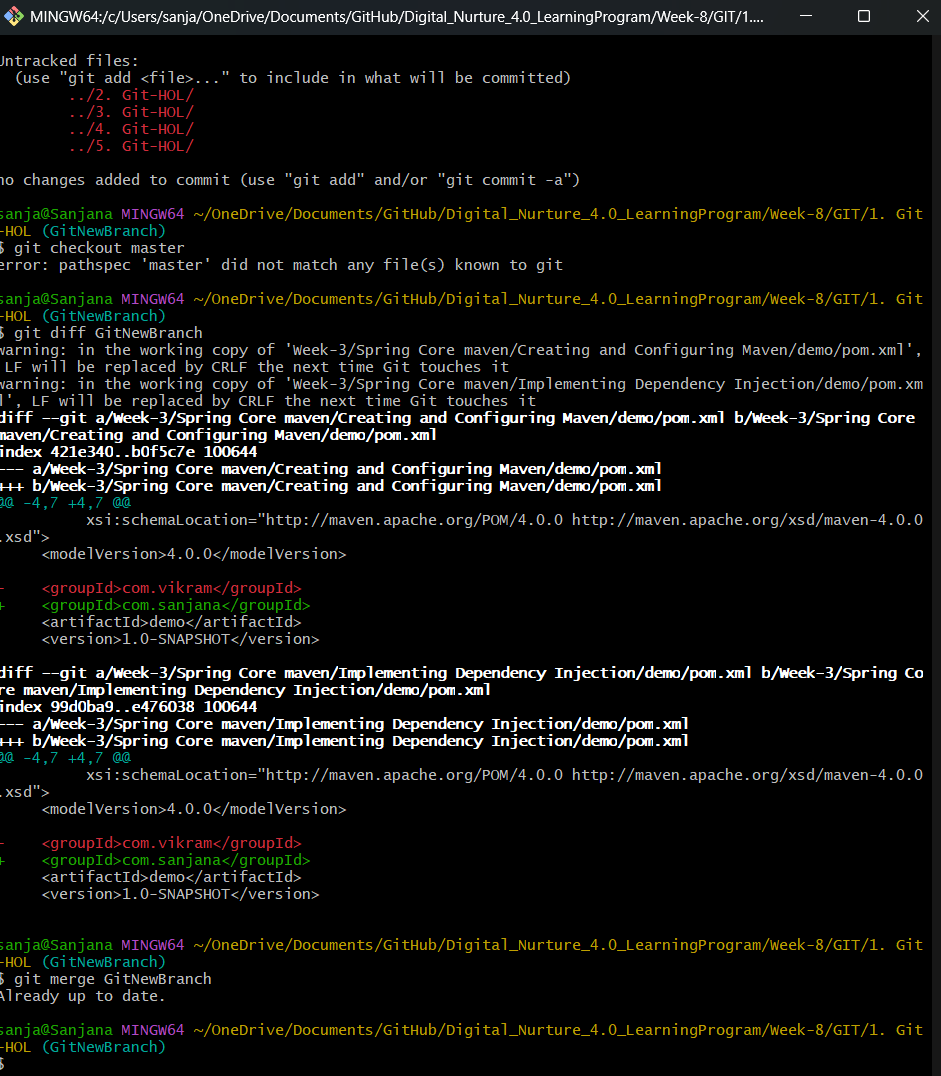 MINGW64:/c/Users/sanja/OneDrive/Documents/GitHub/Digital_Nurture_4.0_LearningProgram/Week-8/GIT/1....
Untracked files:
  (use "git add <file>..." to include in what will be committed)
        ../2. Git-HOL/
        ../3. Git-HOL/
        ../4. Git-HOL/
        ../5. Git-HOL/
no changes added to commit (use "git add" and/or "git commit -a")
sanja@Sanjana MINGW64 ~/OneDrive/Documents/GitHub/Digital_Nurture_4.0_LearningProgram/Week-8/GIT/1. Git
-HOL (GitNewBranch)
$ git checkout master
error: pathspec 'master' did not match any file(s) known to git
sanja@Sanjana MINGW64 ~/OneDrive/Documents/GitHub/Digital_Nurture_4.0_LearningProgram/Week-8/GIT/1. Git
-HOL (GitNewBranch)
$ git diff GitNewBranch
warning: in the working copy of 'Week-3/Spring Core maven/Creating and Configuring Maven/demo/pom.xml',
 LF will be replaced by CRLF the next time Git touches it
warning: in the working copy of 'Week-3/Spring Core maven/Implementing Dependency Injection/demo/pom.xm
l', LF will be replaced by CRLF the next time Git touches it
diff --git a/Week-3/Spring Core maven/Creating and Configuring Maven/demo/pom.xml b/Week-3/Spring Core
maven/Creating and Configuring Maven/demo/pom.xml
index 421e340..b0f5c7e 100644
--- a/Week-3/Spring Core maven/Creating and Configuring Maven/demo/pom.xml
+++ b/Week-3/Spring Core maven/Creating and Configuring Maven/demo/pom.xml
@@ -4,7 +4,7 @@
          xsi:schemaLocation="http://maven.apache.org/POM/4.0.0 http://maven.apache.org/xsd/maven-4.0.0
.xsd">
     <modelVersion>4.0.0</modelVersion>
-    <groupId>com.vikram</groupId>
+    <groupId>com.sanjana</groupId>
     <artifactId>demo</artifactId>
     <version>1.0-SNAPSHOT</version>
diff --git a/Week-3/Spring Core maven/Implementing Dependency Injection/demo/pom.xml b/Week-3/Spring Co
re maven/Implementing Dependency Injection/demo/pom.xml
index 99d0ba9..e476038 100644
--- a/Week-3/Spring Core maven/Implementing Dependency Injection/demo/pom.xml
+++ b/Week-3/Spring Core maven/Implementing Dependency Injection/demo/pom.xml
@@ -4,7 +4,7 @@
          xsi:schemaLocation="http://maven.apache.org/POM/4.0.0 http://maven.apache.org/xsd/maven-4.0.0
.xsd">
     <modelVersion>4.0.0</modelVersion>
-    <groupId>com.vikram</groupId>
+    <groupId>com.sanjana</groupId>
     <artifactId>demo</artifactId>
     <version>1.0-SNAPSHOT</version>
sanja@Sanjana MINGW64 ~/OneDrive/Documents/GitHub/Digital_Nurture_4.0_LearningProgram/Week-8/GIT/1. Git
-HOL (GitNewBranch)
$ git merge GitNewBranch
Already up to date.
sanja@Sanjana MINGW64 ~/OneDrive/Documents/GitHub/Digital_Nurture_4.0_LearningProgram/Week-8/GIT/1. Git
-HOL (GitNewBranch)
$